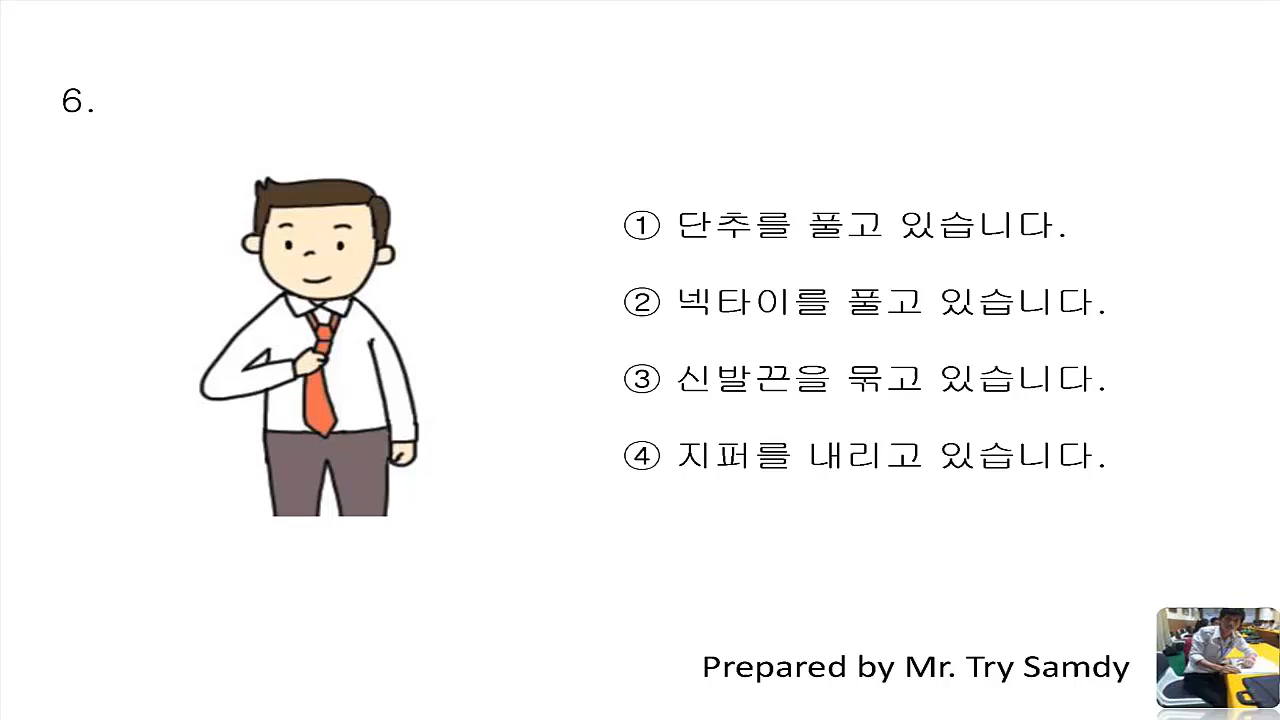 6.
① 단추를 풀고 있습니다.
② 넥타이를 풀고 있습니다.
③ 신발끈을 묶고 있습니다.
④ 지퍼를 내리고 있습니다.
Prepared by Mr. Try Samdy